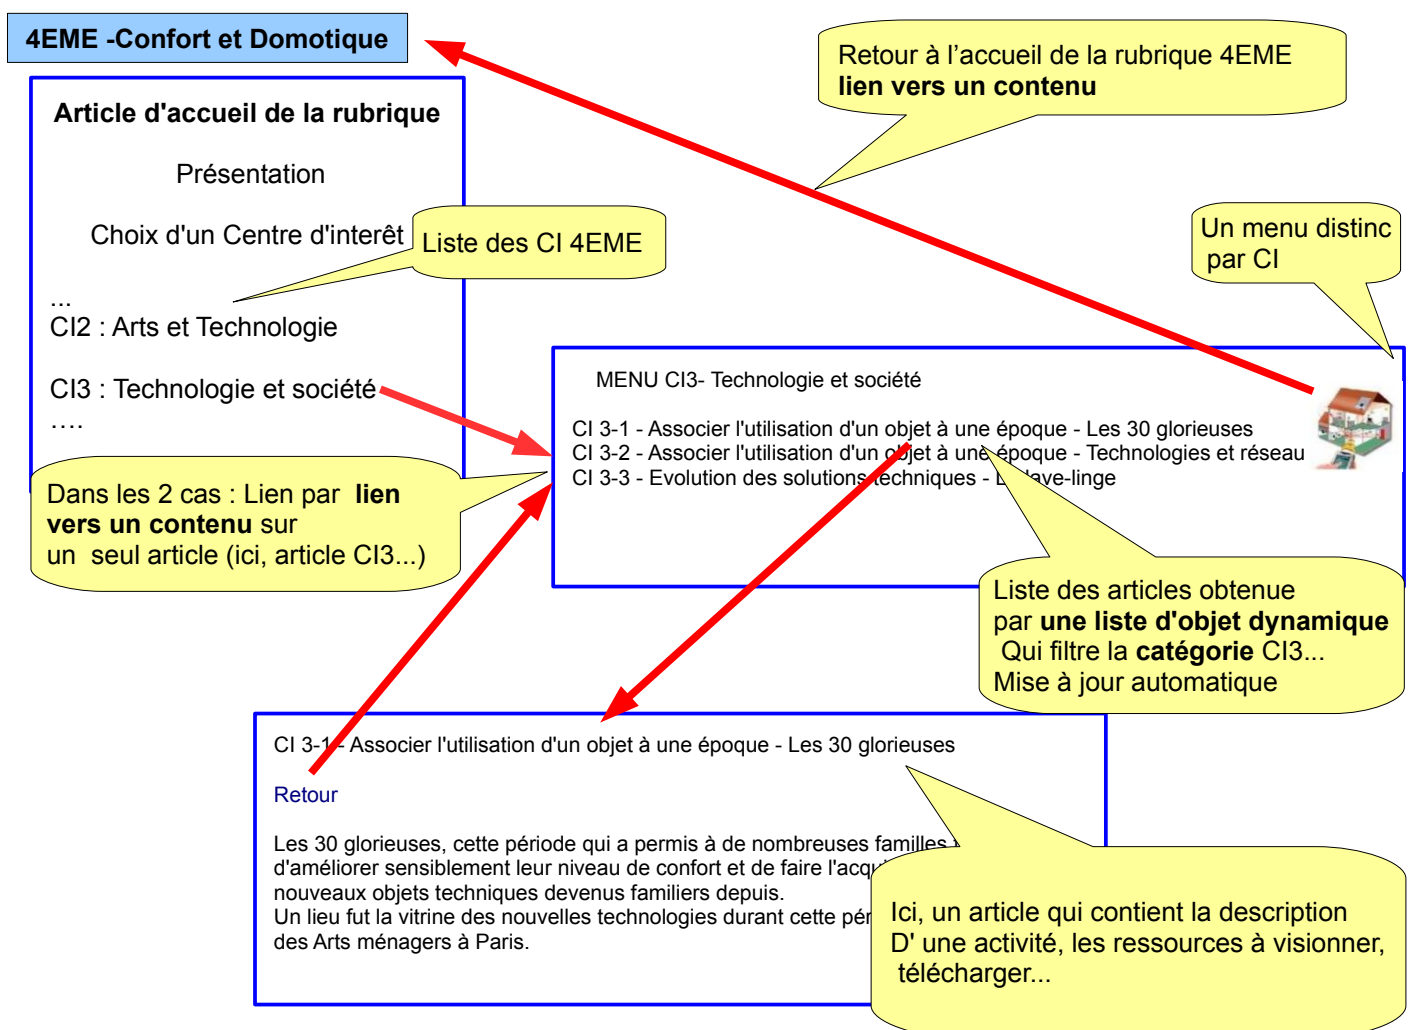 4EME -Confort et Domotique
Retour à l’accueil de la rubrique 4EME
lien vers un contenu
Article d'accueil de la rubrique
Présentation
Choix d'un Centre d'interêt
Liste des CI 4EME
Un menu distinc
par CI
...
CI2 : Arts et Technologie
CI3 : Technologie et société
....
MENU CI3- Technologie et société
CI 3-1 - Associer l'utilisation d'un objet à une époque - Les 30 glorieuses
CI 3-2 - Associer l'utilisation d'un objet à une époque - Technologies et réseau
CI 3-3 - Evolution des solutions techniques - Le lave-linge
Dans les 2 cas : Lien par lien
vers un contenu sur
un seul article (ici, article CI3...)
Liste des articles obtenue
par une liste d'objet dynamique
Qui filtre la catégorie CI3...
Mise à jour automatique
CI 3-1 - Associer l'utilisation d'un objet à une époque - Les 30 glorieuses
Retour
Les 30 glorieuses, cette période qui a permis à de nombreuses familles
d'améliorer sensiblement leur niveau de confort et de faire
nouveaux objets techniques devenus familiers depuis.
Un lieu fut la vitrine des nouvelles technologies durant cette
des Arts ménagers à Paris.
Ici, un article qui contient la description
D' une activité, les ressources à visionner,
télécharger...